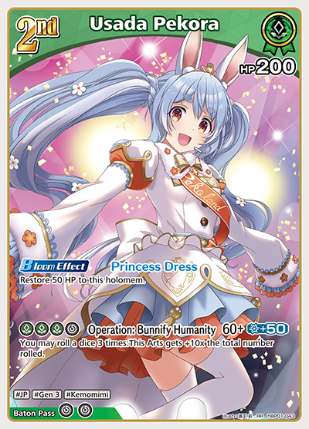 2nd
Usada Pekora
HP200
Pekoland
Bloom Effect Princess Dress
Restore 50 HP to this holomem.
Operation: Bunnify Humanity 60+ +50
You may roll a dice 3 times:This Arts gets +10x the total number
rolled.
#JP #Gen 3 #Kemomimi
Baton Pass